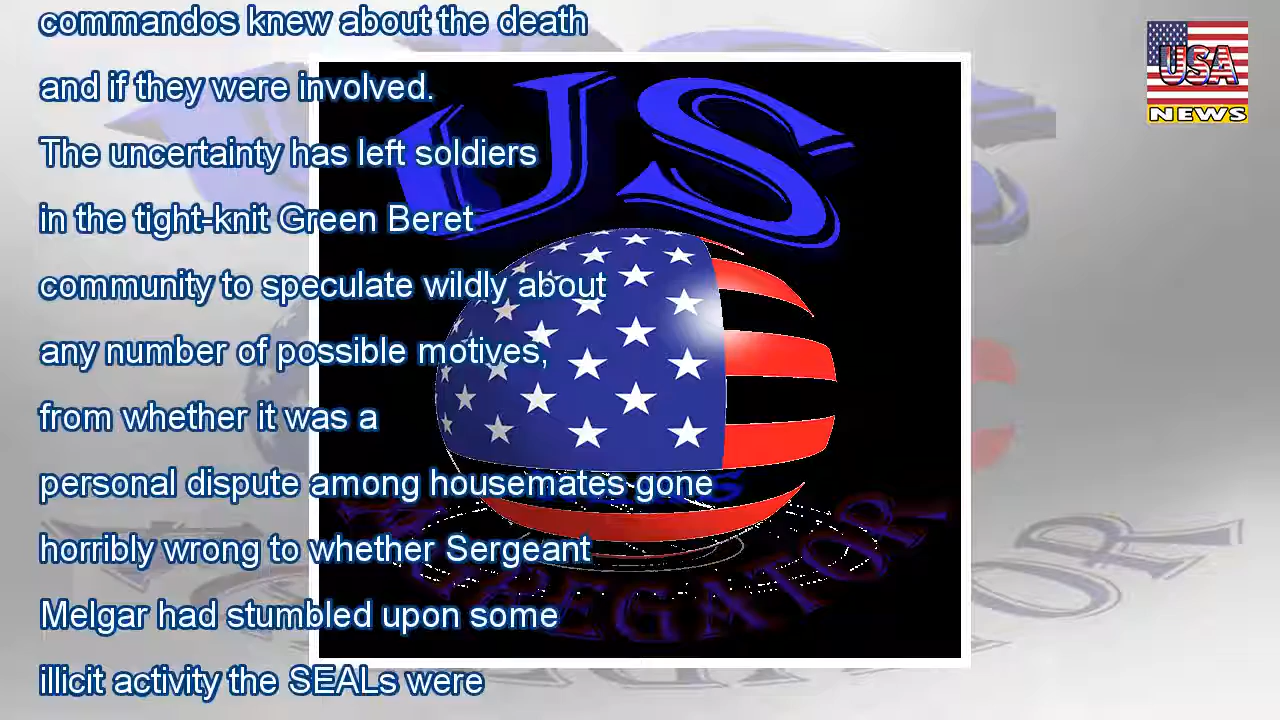 commandos knew about the death
and if they were involved.
The uncertainty has left soldiers
in the tight-knit Green Beret
community to speculate wildly about
any number of possible motives,
from whether it was a
personal dispute among housemates gone
horribly wrong to whether Sergeant
Melgar had stumbled upon some
illicit activity the SEALs were
USA
NEWS
US